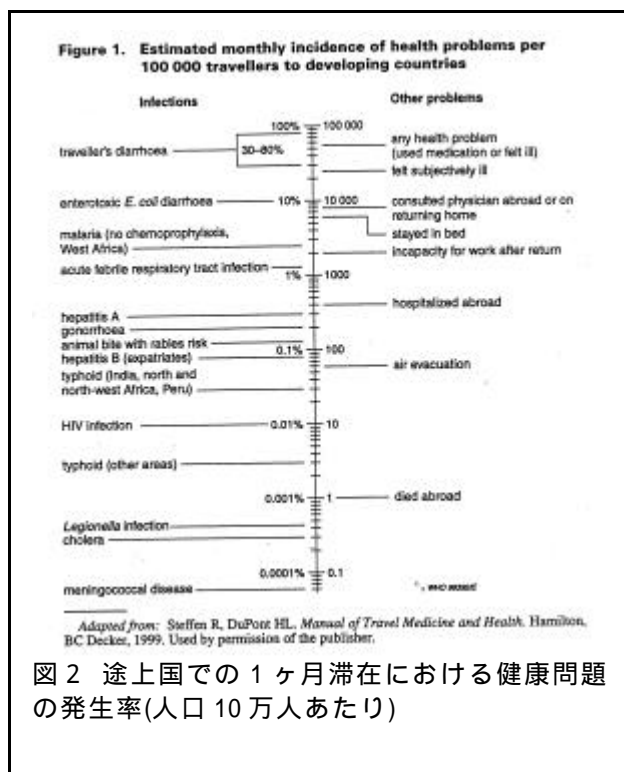 Figure 1. Estimated monthly incidence of health problems per
100 000 travellers to developing countries
Infections
Other problems
100%
100 000
traveller's diarrhoea
30–80%
any health problem
(used medication or felt ill)
felt subjectively ill
enterotoxic E. coli diarrhoea
10%
10 000
consulted physician abroad or on
returning home
malaria (no chemoprophylaxis,
West Africa)
stayed in bed
incapacity for work after return
acute febrile respiratory tract infection
1%
1000
hospitalized abroad
hepatitis A
gonorrhoea
animal bite with rabies risk
0.1%
100
hepatitis B (expatriates)
air evacuation
typhoid (India, north and
north-west Africa, Peru)
HIV infection
0.01%
10
typhoid (other areas)
0.001%
1
died abroad
Legionella infection
cholera
0.0001%
0.1
meningococcal disease
WHO
Adapted from: Steffen R, DuPont HL. Manual of Travel Medicine and Health. Hamilton,
BC Decker, 1999. Used by permission of the publisher.
図2 途上国での1ヶ月滞在における健康問題
の発生率(人口10万人あたり)